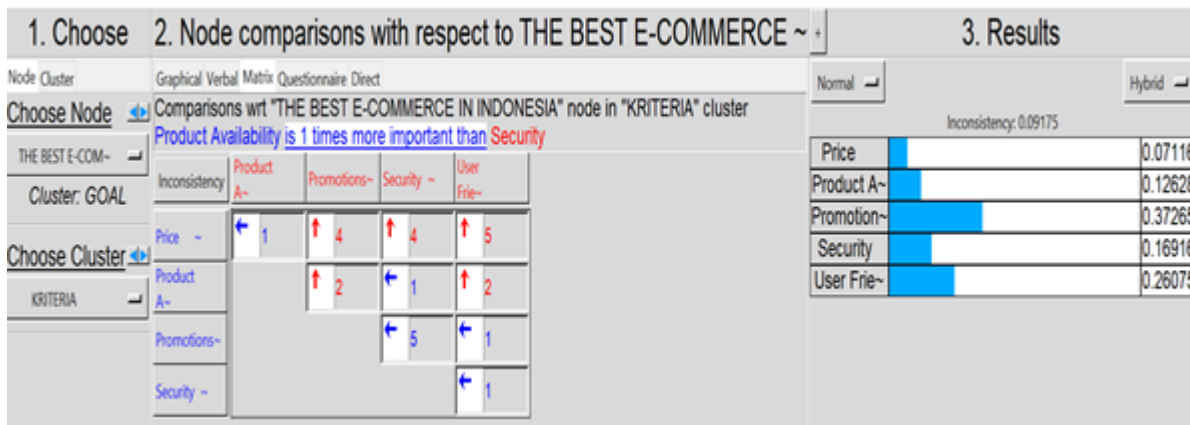 1. Choose
2. Node comparisons with respect to THE BEST E-COMMERCE ~
+
3. Results
Node Cluster
Graphical Verbal Matrix Questionnaire Direct
Choose Node
THE BEST E-COM~
Cluster: GOAL
Choose Cluster
KRITERIA
Comparisons wrt "THE BEST E-COMMERCE IN INDONESIA" node in "KRITERIA" cluster
Product Availability is 1 times more important than Security
Inconsistency Product A~ Promotions~ Security ~ User Frie~
Price ~ 1 4 4 5
Product A~ 2 1 2
Promotions~ 5 1
Security ~ 1
Normal Hybrid
Inconsistency: 0.09175
Price 0.07116
Product A~ 0.12628
Promotion~ 0.37265
Security 0.16916
User Frie~ 0.26075